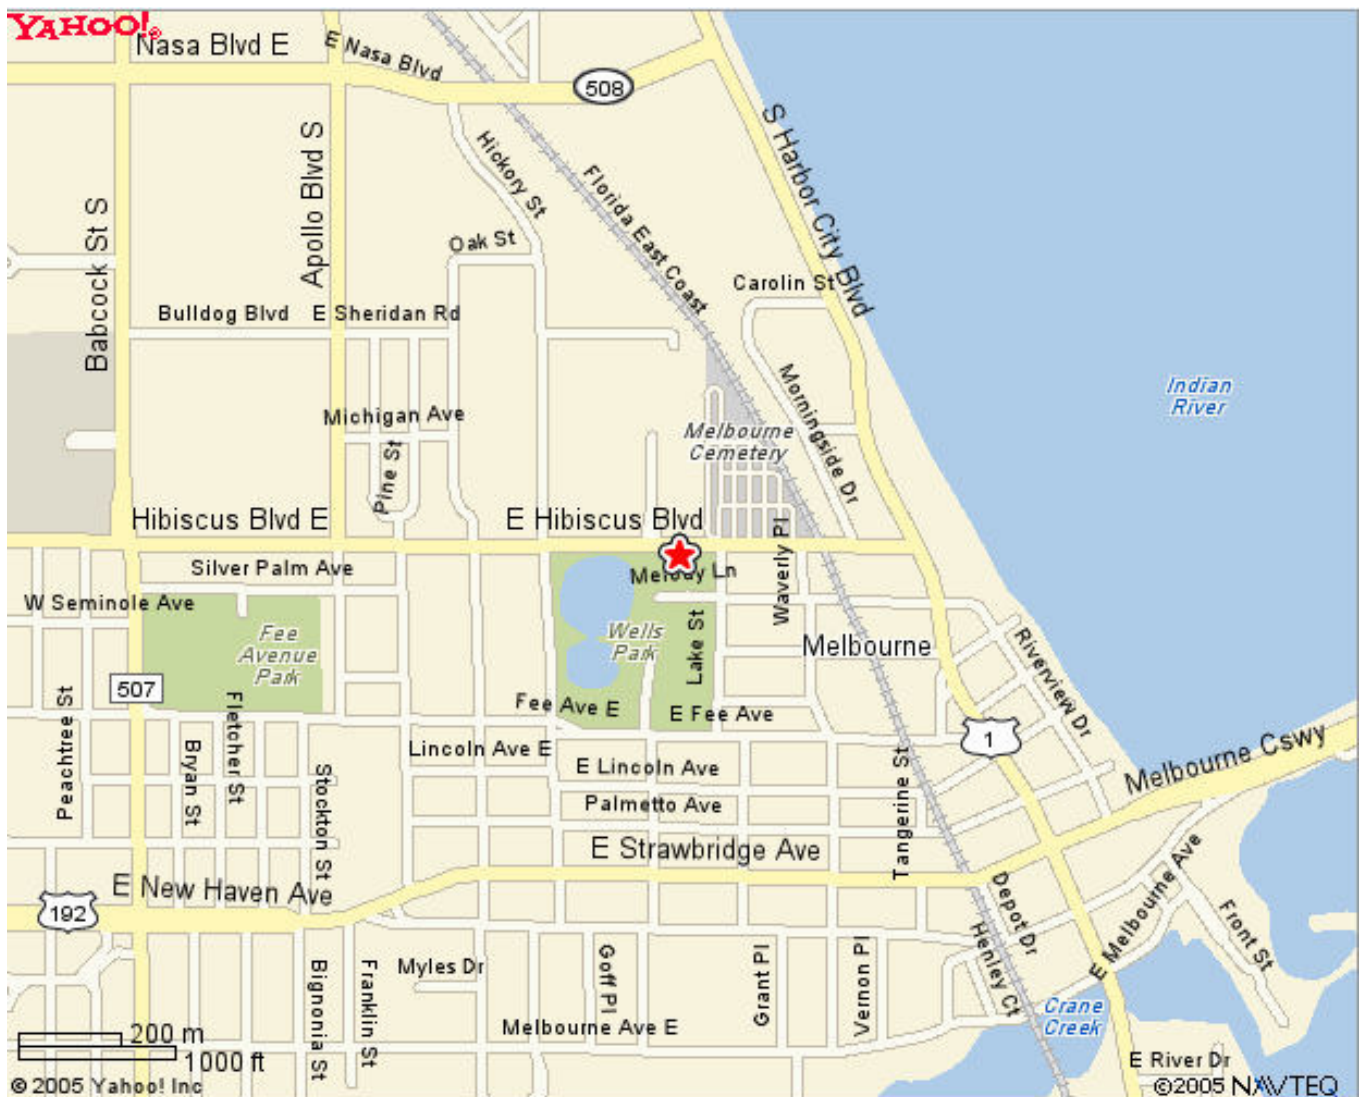 YAHOO!
Nasa Blvd E
E Nasa Blvd
508
S Harbor City Blvd
Hickory St
Florida East Coast
Apollo Blvd S
Babcock St S
Oak St
Carolin St
Bulldog Blvd
E Sheridan Rd
Indian
River
Morningside Dr
Michigan Ave
Pine St
Melbourne
Cemetery
Hibiscus Blvd E
E Hibiscus Blvd
Silver Palm Ave
Melody Ln
Waverly Pl
W Seminole Ave
Fee
Avenue
Park
Wells
Park
Lake St
Melbourne
Riverview Dr
507
Peachtree St
Fletcher St
Fee Ave E
E Fee Ave
1
Bryan St
Stockton St
Lincoln Ave E
E Lincoln Ave
Melbourne Cswy
Tangerine St
Palmetto Ave
E Strawbridge Ave
E New Haven Ave
192
Depot Dr
E Melbourne Ave
Front St
Henley Ct
Myles Dr
Goff Pl
Grant Pl
Vernon Pl
Bignonia St
Franklin St
Melbourne Ave E
Crane
Creek
200 m
1000 ft
E River Dr
© 2005 Yahoo! Inc
©2005 NAVTEQ